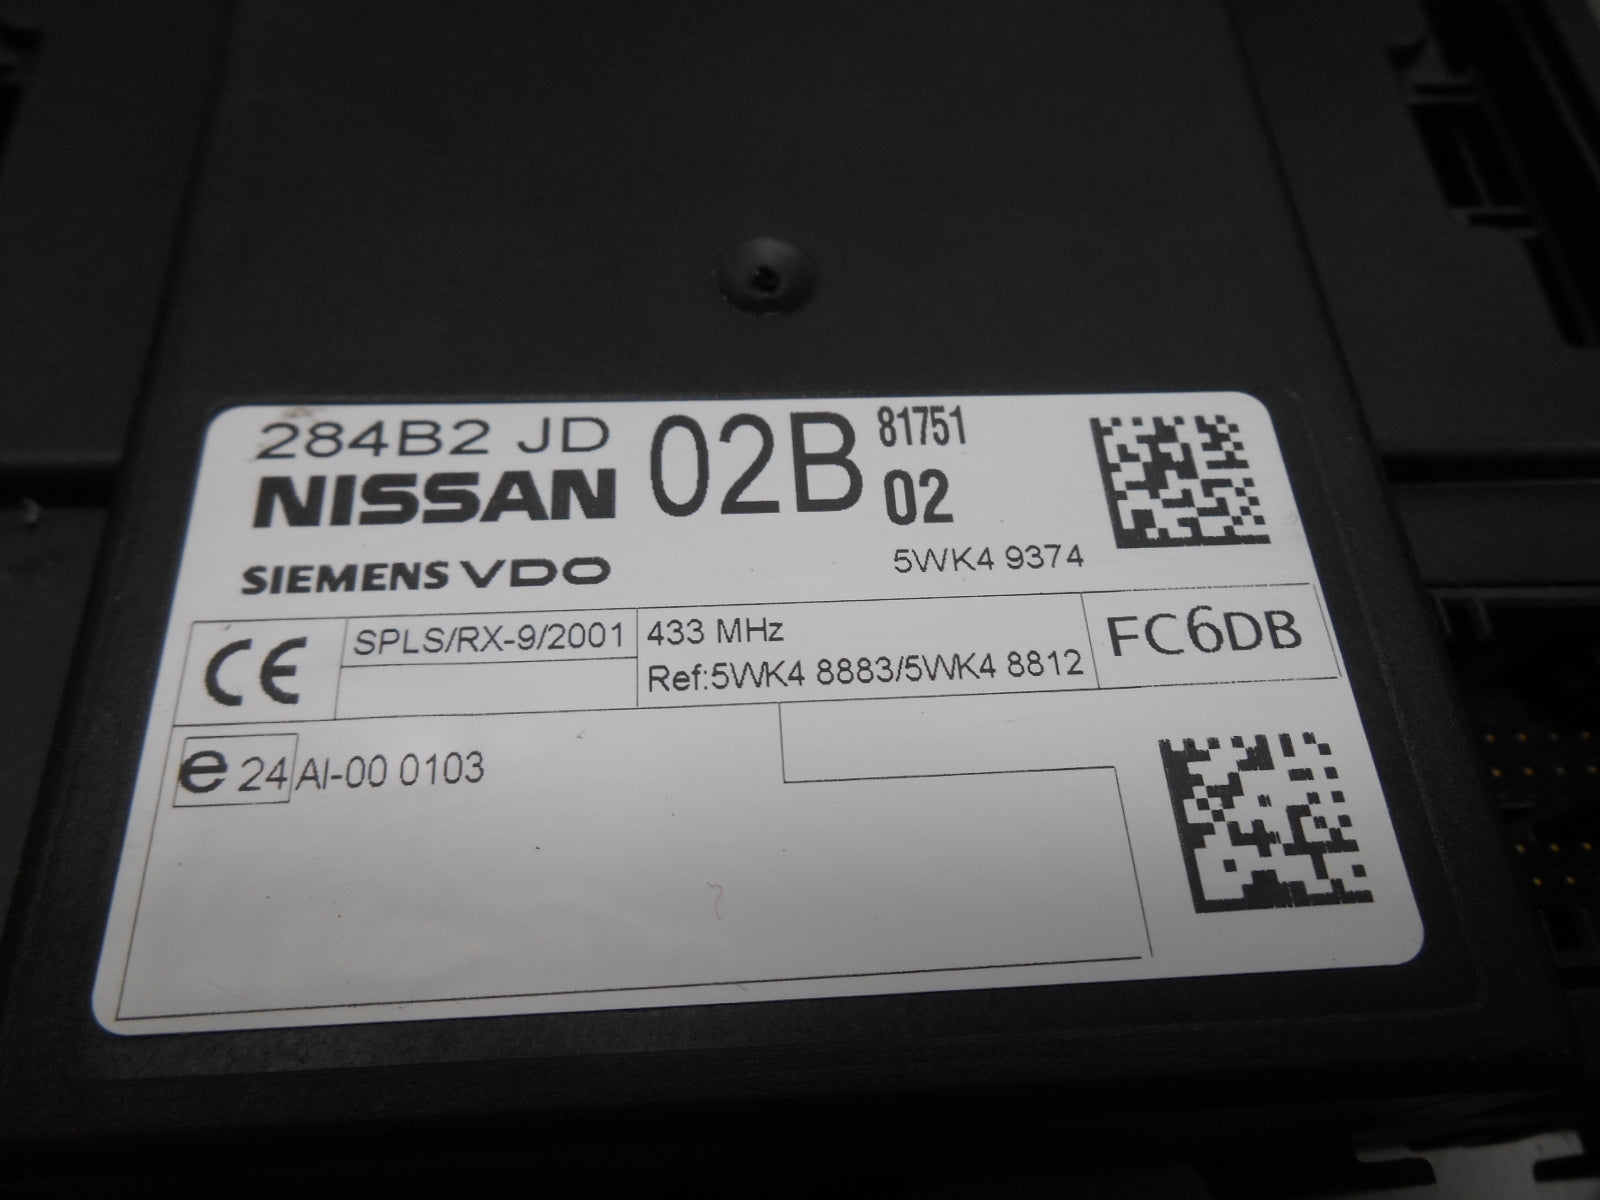 284B2 JD 02B 81751
NISSAN 02
SIEMENS VDO 5WK4 9374
CE SPLS/RX-9/2001 433 MHz FC6DB
Ref:5WK4 8883/5WK4 8812
e 24 AI-00 0103